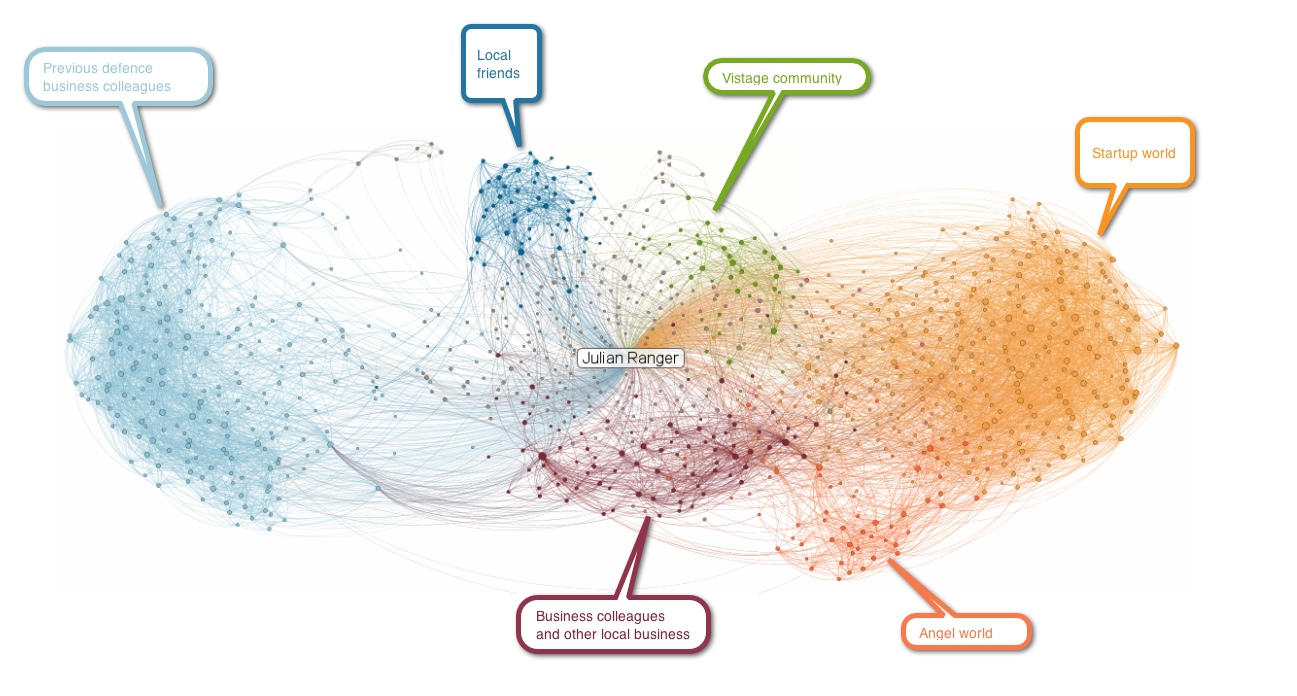 Previous defence
business colleagues
Local
friends
Vistage community
Startup world
Julian Ranger
Business colleagues
and other local business
Angel world